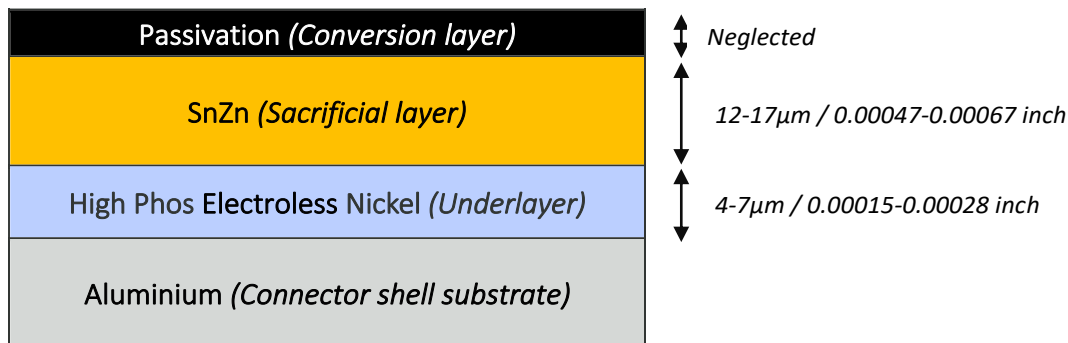 Passivation (Conversion layer) Neglected
SnZn (Sacrificial layer) 12-17µm / 0.00047-0.00067 inch
High Phos Electroless Nickel (Underlayer) 4-7µm / 0.00015-0.00028 inch
Aluminium (Connector shell substrate)